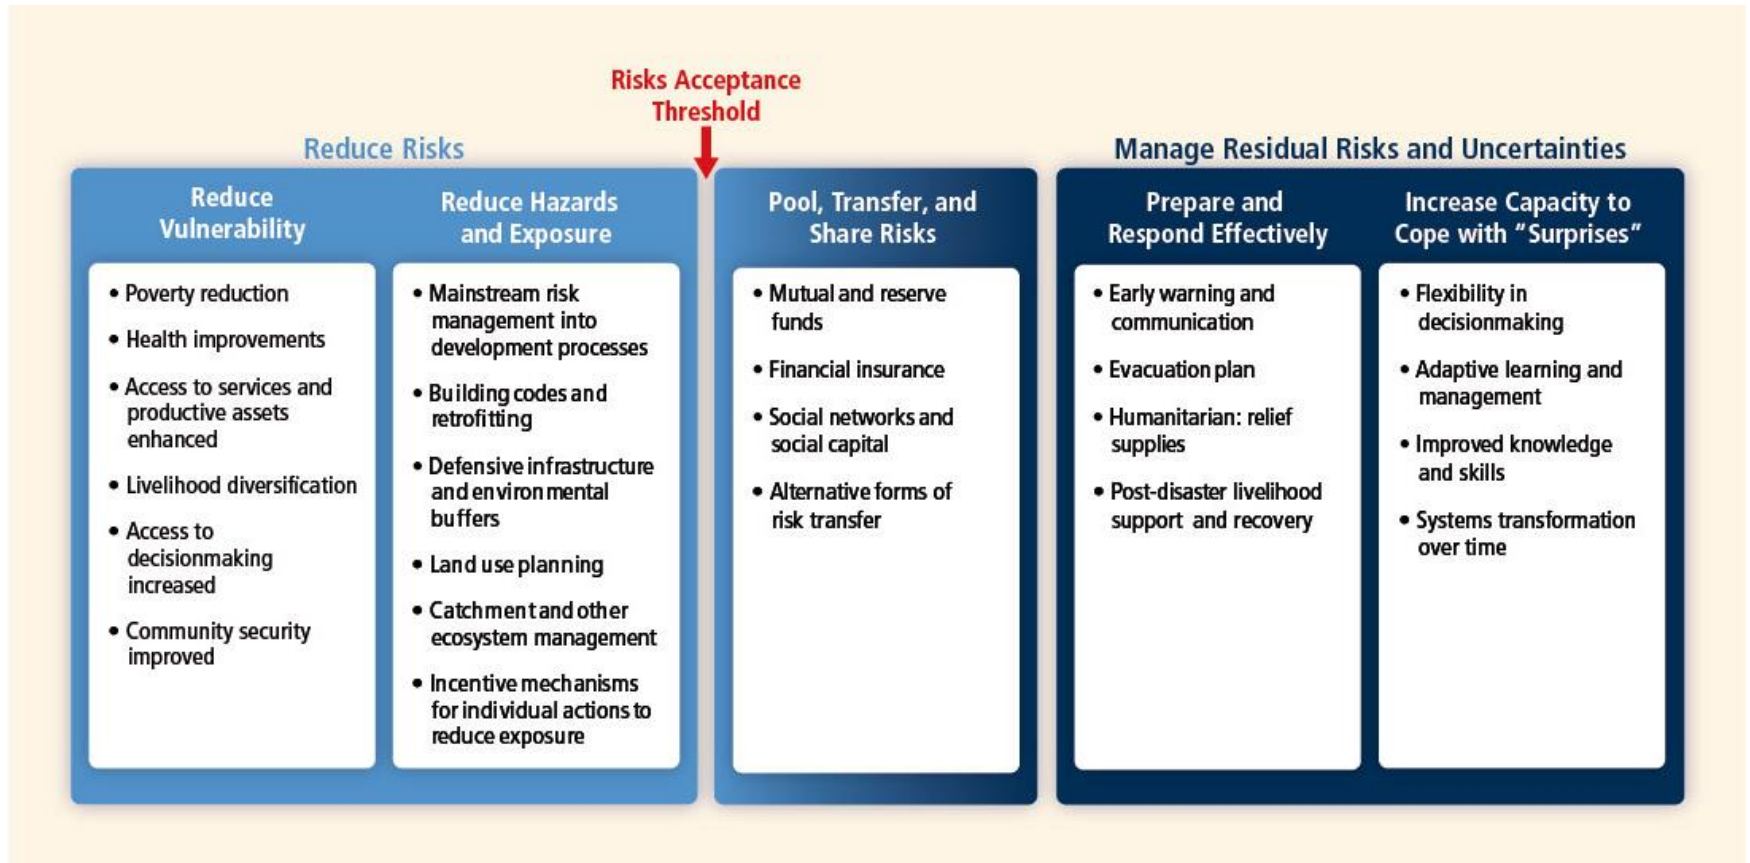 Risks Acceptance
Threshold
Reduce Risks
Reduce
Vulnerability
• Poverty reduction
• Health improvements
• Access to services and
productive assets
enhanced
• Livelihood diversification
• Access to
decisionmaking
increased
• Community security
improved
Reduce Hazards
and Exposure
• Mainstream risk
management into
development processes
• Building codes and
retrofitting
• Defensive infrastructure
and environmental
buffers
• Land use planning
• Catchment and other
ecosystem management
• Incentive mechanisms
for individual actions to
reduce exposure
Pool, Transfer, and
Share Risks
• Mutual and reserve
funds
• Financial insurance
• Social networks and
social capital
• Alternative forms of
risk transfer
Manage Residual Risks and Uncertainties
Prepare and
Respond Effectively
• Early warning and
communication
• Evacuation plan
• Humanitarian: relief
supplies
• Post-disaster livelihood
support and recovery
Increase Capacity to
Cope with “Surprises”
• Flexibility in
decisionmaking
• Adaptive learning and
management
• Improved knowledge
and skills
• Systems transformation
over time